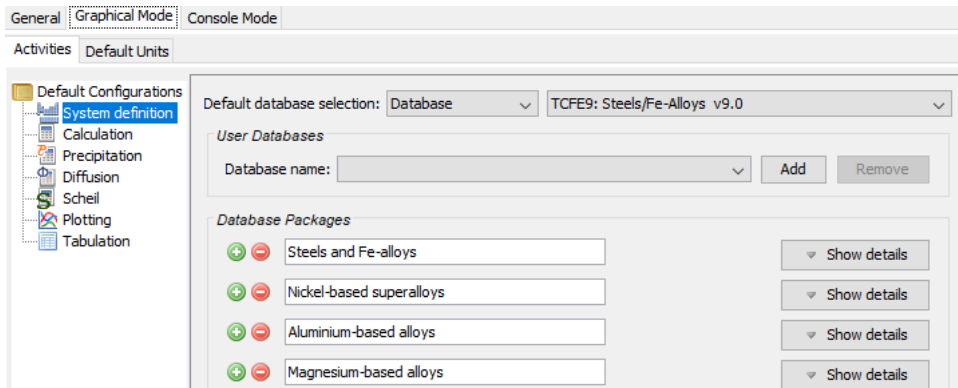 General Graphical Mode Console Mode
Activities Default Units
Default Configurations
System definition
Calculation
Precipitation
Diffusion
Scheil
Plotting
Tabulation
Default database selection: Database TCFE9: Steels/Fe-Alloys v9.0
User Databases
Database name: Add Remove
Database Packages
Steels and Fe-alloys Show details
Nickel-based superalloys Show details
Aluminium-based alloys Show details
Magnesium-based alloys Show details